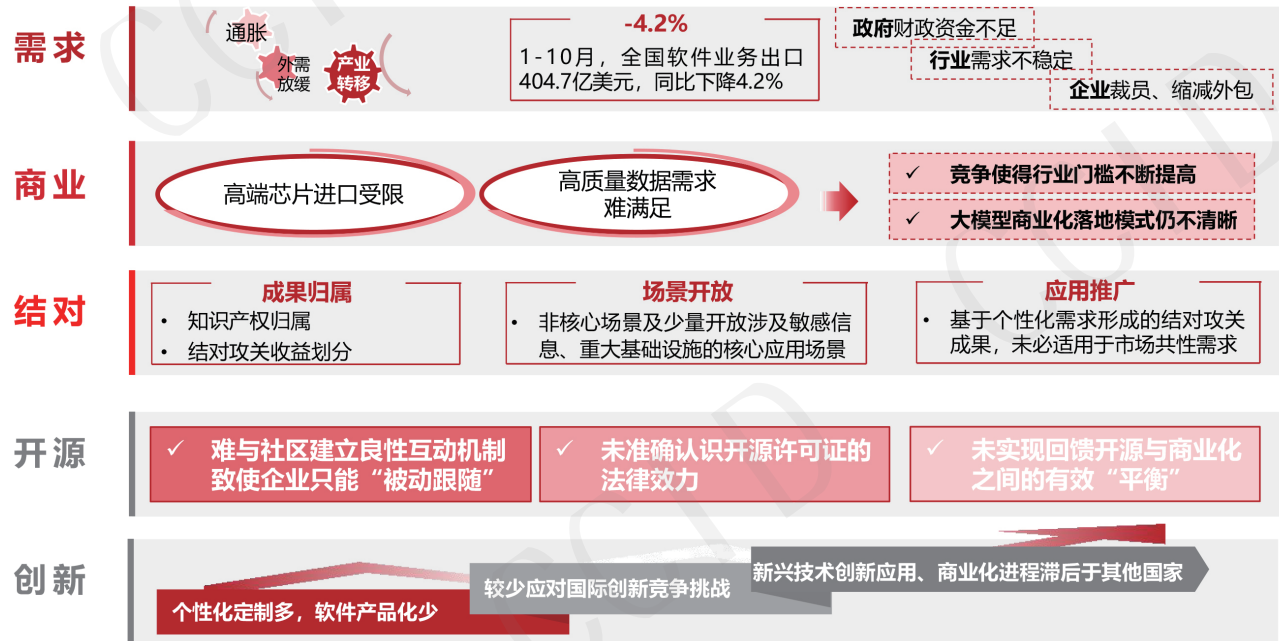 需求
通胀
外需
放缓
产业
转移
-4.2%
1-10月，全国软件业务出口
404.7亿美元，同比下降4.2%
政府财政资金不足
行业需求不稳定
企业裁员、缩减外包
商业
高端芯片进口受限
高质量数据需求
难满足
✓ 竞争使得行业门槛不断提高
✓ 大模型商业化落地模式仍不清晰
结对
成果归属
• 知识产权归属
• 结对攻关收益划分
场景开放
• 非核心场景及少量开放涉及敏感信
息、重大基础设施的核心应用场景
应用推广
• 基于个性化需求形成的结对攻关
成果，未必适用于市场共性需求
开源
✓ 难与社区建立良性互动机制
致使企业只能“被动跟随”
✓ 未准确认识开源许可证的
法律效力
✓ 未实现回馈开源与商业化
之间的有效“平衡”
创新
个性化定制多，软件产品化少
较少应对国际创新竞争挑战
新兴技术创新应用、商业化进程滞后于其他国家
CCID
CCID
CCID